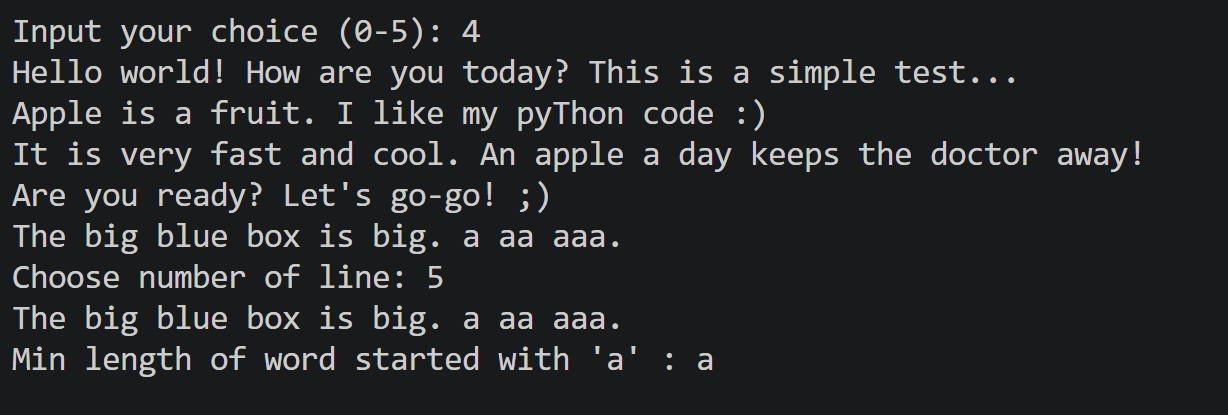 Input your choice (0-5): 4
Hello world! How are you today? This is a simple test...
Apple is a fruit. I like my pyThon code :)
It is very fast and cool. An apple a day keeps the doctor away!
Are you ready? Let's go-go! ;)
The big blue box is big. a aa aaa.
Choose number of line: 5
The big blue box is big. a aa aaa.
Min length of word started with 'a' : a